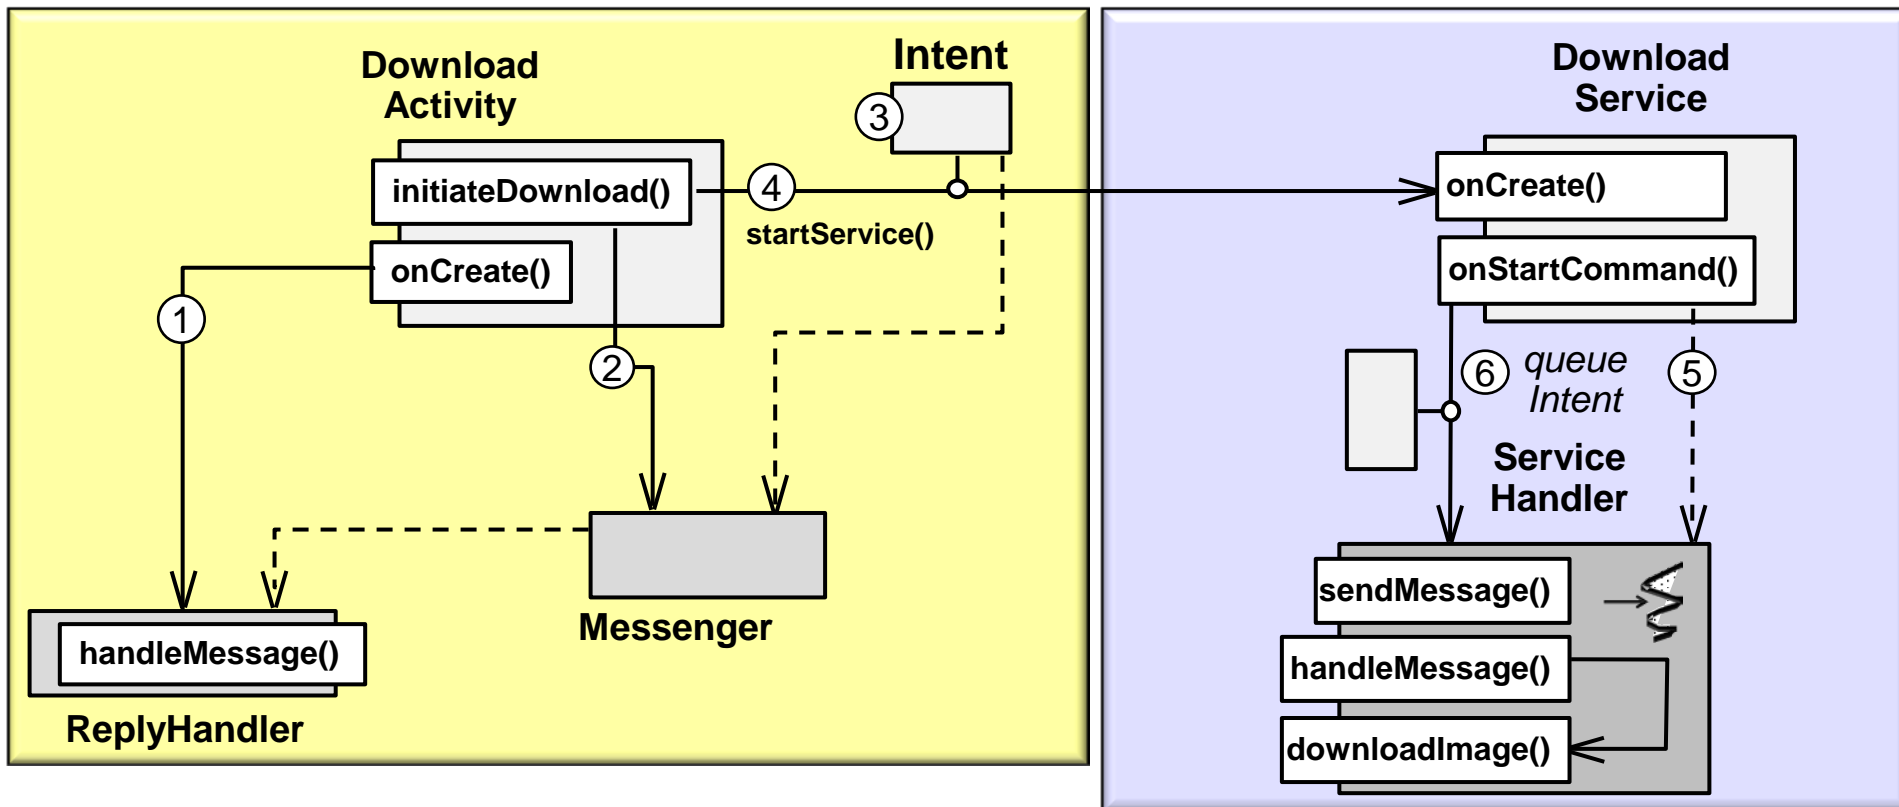 Download
Activity
Intent
3
initiateDownload()
4
startService()
onCreate()
1
2
Messenger
handleMessage()
ReplyHandler
Download
Service
onCreate()
onStartCommand()
6
queue
Intent
5
Service
Handler
sendMessage()
handleMessage()
downloadImage()